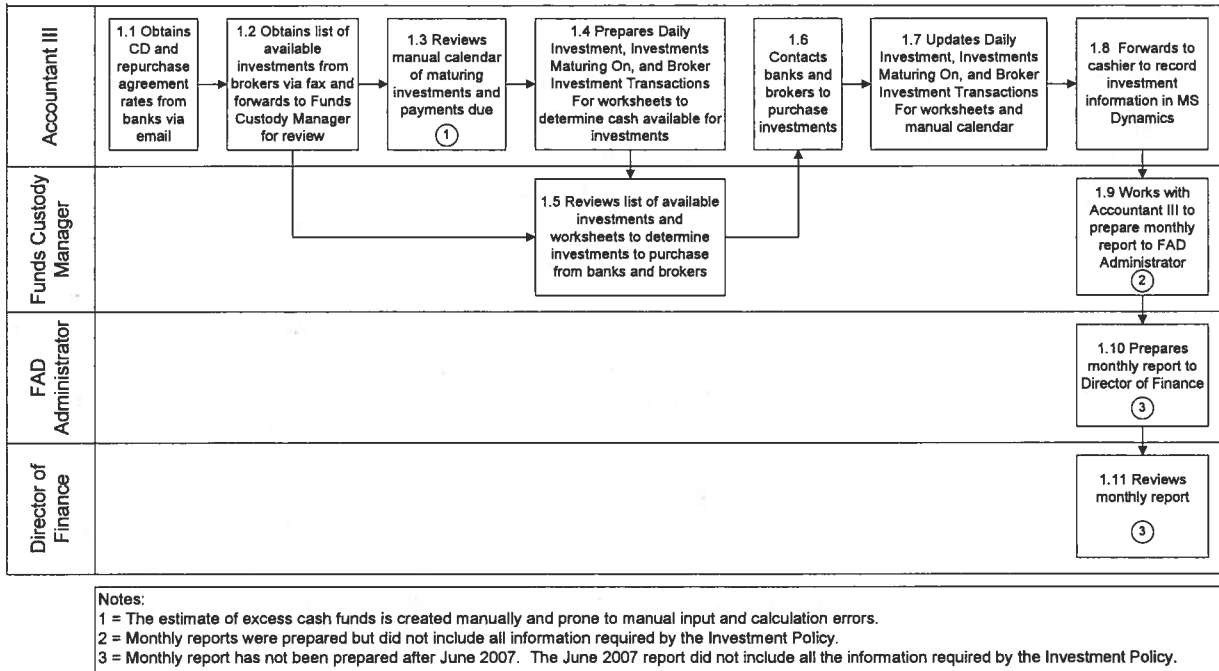 Accountant III
1.1 Obtains
CD and
repurchase
agreement
rates from
banks via
email
1.2 Obtains list of
available
investments from
brokers via fax and
forwards to Funds
Custody Manager
for review
1.3 Reviews
manual calendar
of maturing
investments and
payments due
1
1.4 Prepares Daily
Investment, Investments
Maturing On, and Broker
Investment Transactions
For worksheets to
determine cash available for
investments
1.6
Contacts
banks and
brokers to
purchase
investments
1.7 Updates Daily
Investment, Investments
Maturing On, and Broker
Investment Transactions
For worksheets and
manual calendar
1.8 Forwards to
cashier to record
investment
information in MS
Dynamics
Funds Custody
Manager
1.5 Reviews list of available
investments and
worksheets to determine
investments to purchase
from banks and brokers
1.9 Works with
Accountant III to
prepare monthly
report to FAD
Administrator
2
FAD
Administrator
1.10 Prepares
monthly report to
Director of Finance
3
Director of
Finance
1.11 Reviews
monthly report
3
Notes:
1 = The estimate of excess cash funds is created manually and prone to manual input and calculation errors.
2 = Monthly reports were prepared but did not include all information required by the Investment Policy.
3 = Monthly report has not been prepared after June 2007. The June 2007 report did not include all the information required by the Investment Policy.